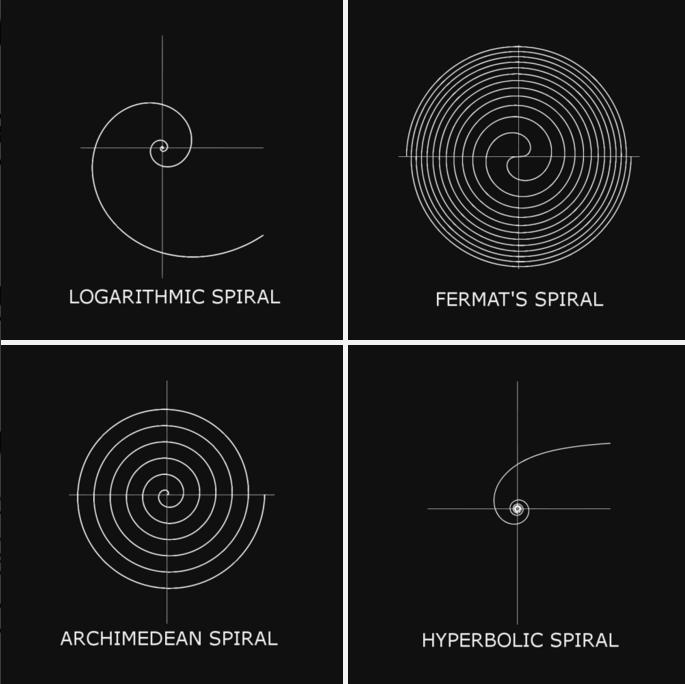 LOGARITHMIC SPIRAL
FERMAT'S SPIRAL
ARCHIMEDEAN SPIRAL
HYPERBOLIC SPIRAL